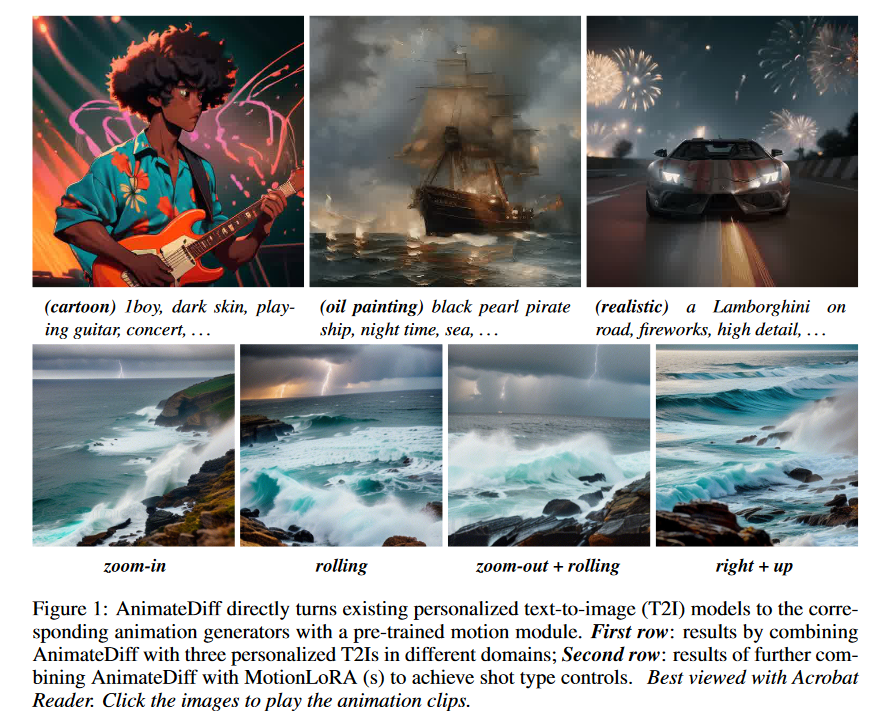 (cartoon) 1boy, dark skin, play-
ing guitar, concert, . . .
(oil painting) black pearl pirate
ship, night time, sea, . . .
(realistic) a Lamborghini on
road, fireworks, high detail, . . .
zoom-in
rolling
zoom-out + rolling
right + up
Figure 1: AnimateDiff directly turns existing personalized text-to-image (T2I) models to the corre-
sponding animation generators with a pre-trained motion module. First row: results by combining
AnimateDiff with three personalized T2Is in different domains; Second row: results of further com-
bining AnimateDiff with MotionLoRA (s) to achieve shot type controls. Best viewed with Acrobat
Reader. Click the images to play the animation clips.